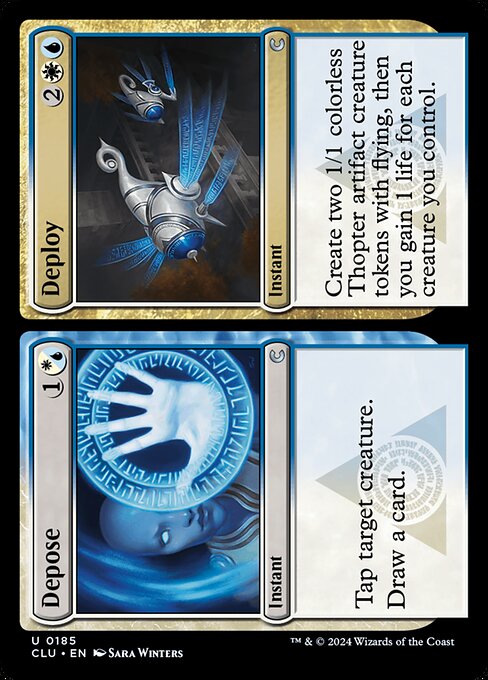 Depose 1
Instant
Tap target creature.
Draw a card.
Deploy 2
Instant
Create two 1/1 colorless
Thopter artifact creature
tokens with flying, then
you gain 1 life for each
creature you control.
U 0185
CLU • EN Sara Winters
™ & © 2024 Wizards of the Coast